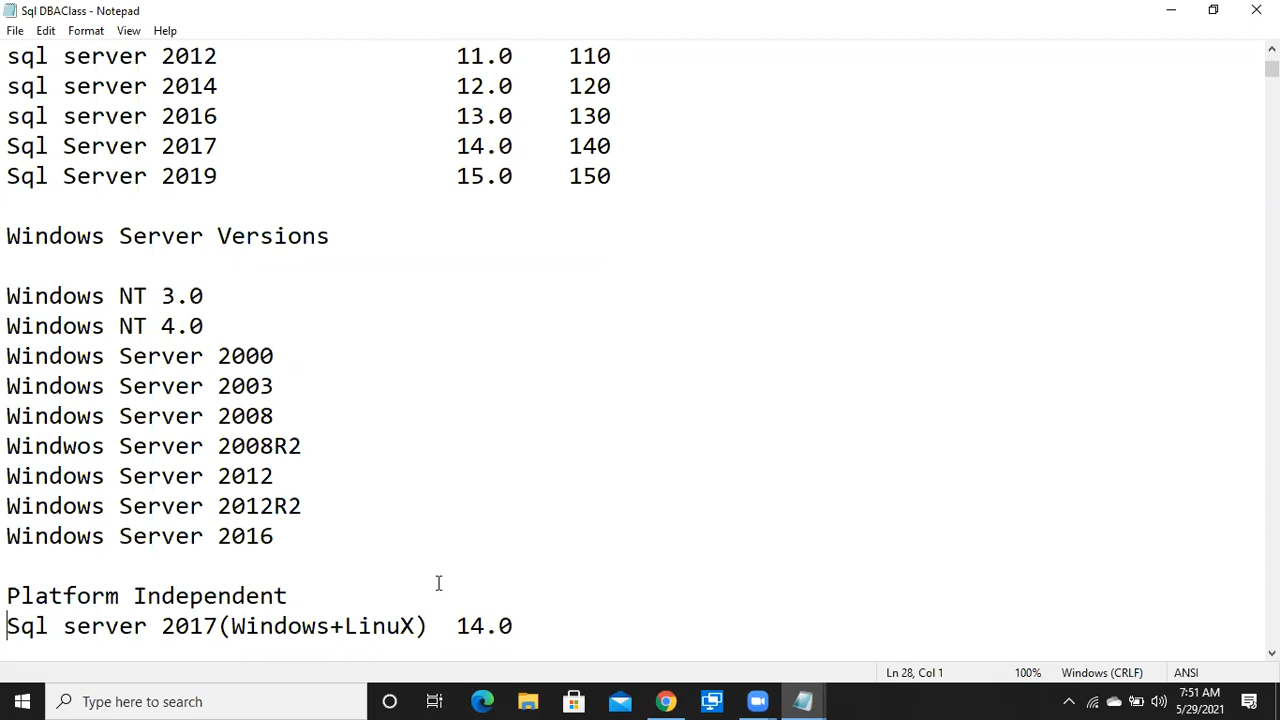 Sql DBAClass - Notepad
File Edit Format View Help
sql server 2012 11.0 110
sql server 2014 12.0 120
sql server 2016 13.0 130
Sql Server 2017 14.0 140
Sql Server 2019 15.0 150
Windows Server Versions
Windows NT 3.0
Windows NT 4.0
Windows Server 2000
Windows Server 2003
Windows Server 2008
Windwos Server 2008R2
Windows Server 2012
Windows Server 2012R2
Windows Server 2016
Platform Independent
Sql server 2017(Windows+LinuX) 14.0
Ln 28, Col 1 100% Windows (CRLF) ANSI
Type here to search
7:51 AM
5/29/2021